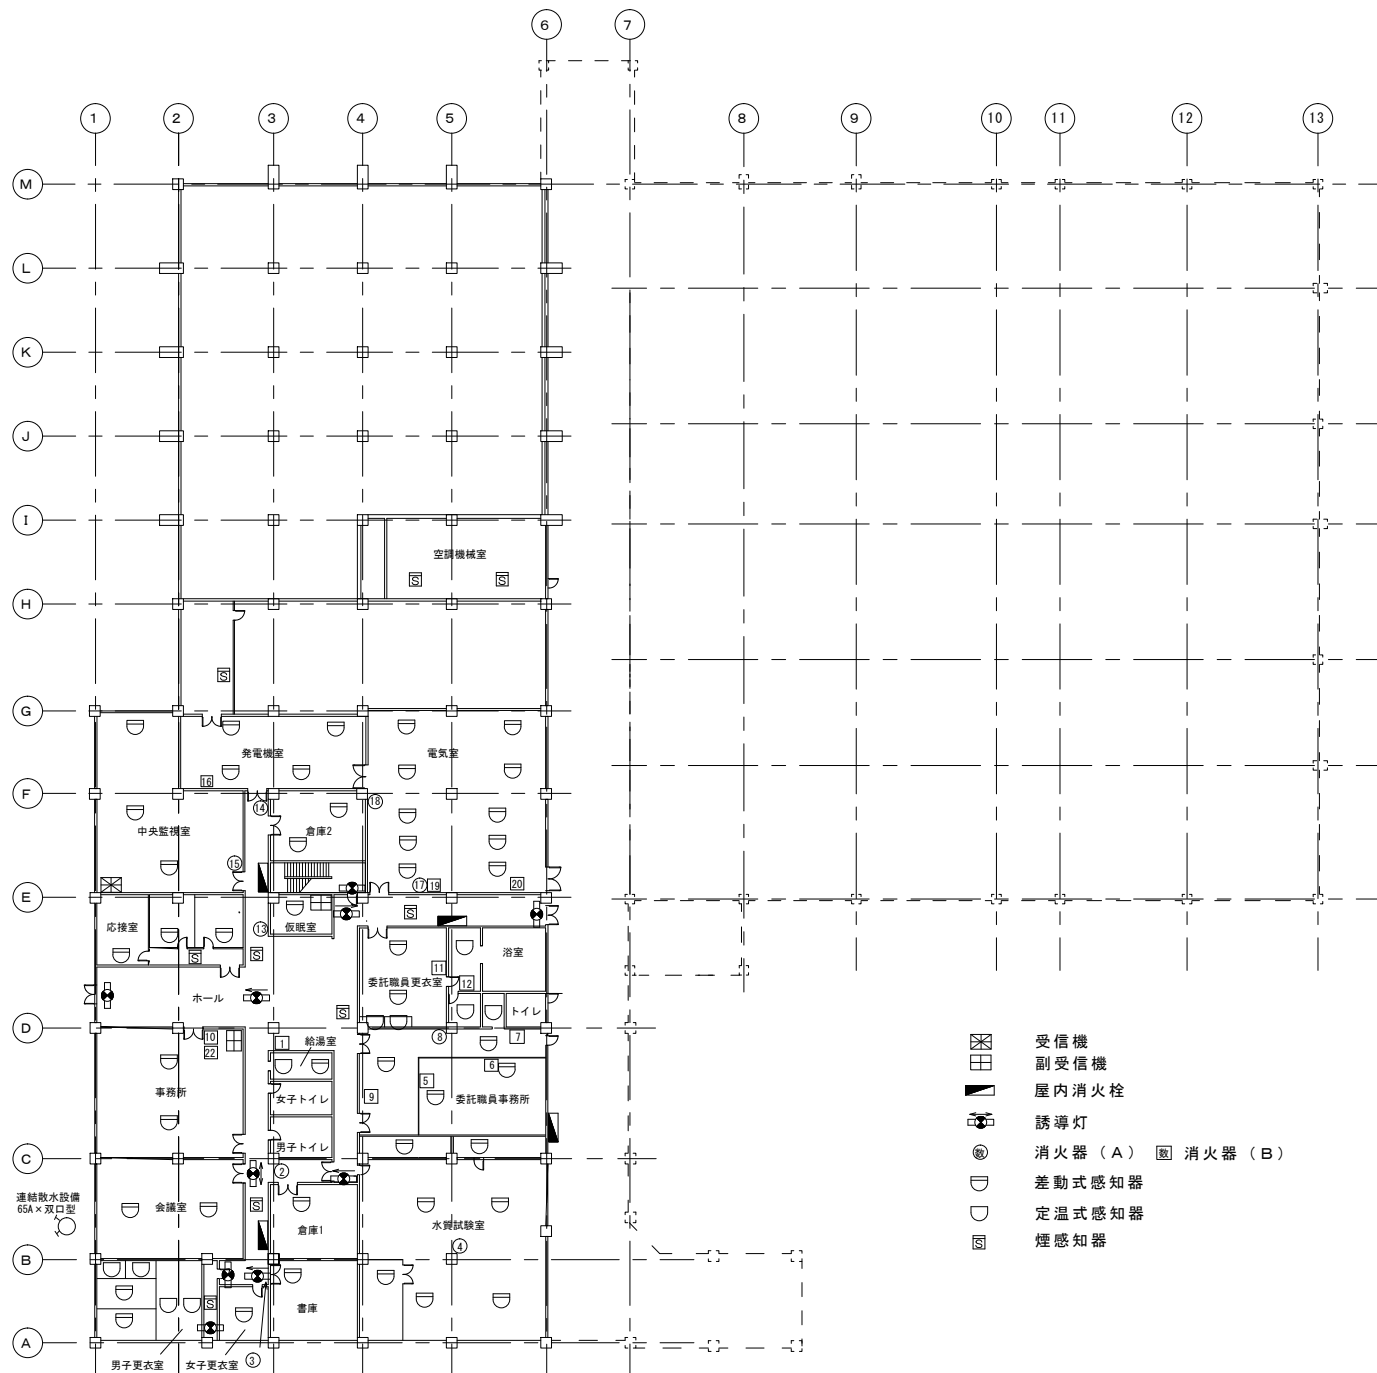 6 7
1 2 3 4 5 8 9 10 11 12 13
M
L
K
J
I
空調機械室
S S
H
S
G
発電機室 電気室
16
F
14 18
中央監視室 倉庫2
15
17 19 20
E
応接室 仮眠室 S
13
S S 浴室
11
委託職員更衣室 12
ホール
S トイレ
D
10 1 給湯室 8 7
22
6
5
事務所 女子トイレ 9 委託職員事務所
男子トイレ
C
2
連結散水設備
65A×双口型
会議室 S 倉庫1 水質試験室
4
B
S 書庫
A
男子更衣室 女子更衣室 3
受信機
副受信機
屋内消火栓
誘導灯
数 消火器(A) 数 消火器(B)
差動式感知器
定温式感知器
S 煙感知器